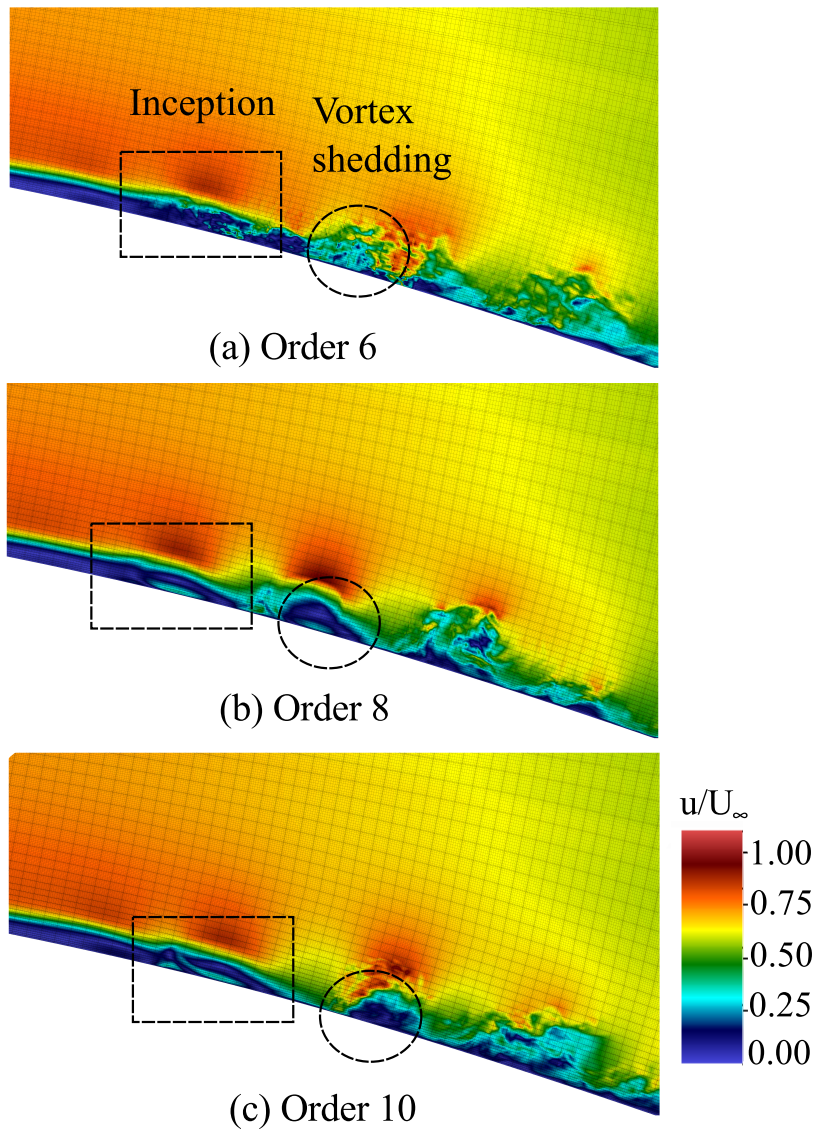 Inception
Vortex
shedding
(a) Order 6
(b) Order 8
(c) Order 10
u/U∞
1.00
0.75
0.50
0.25
0.00